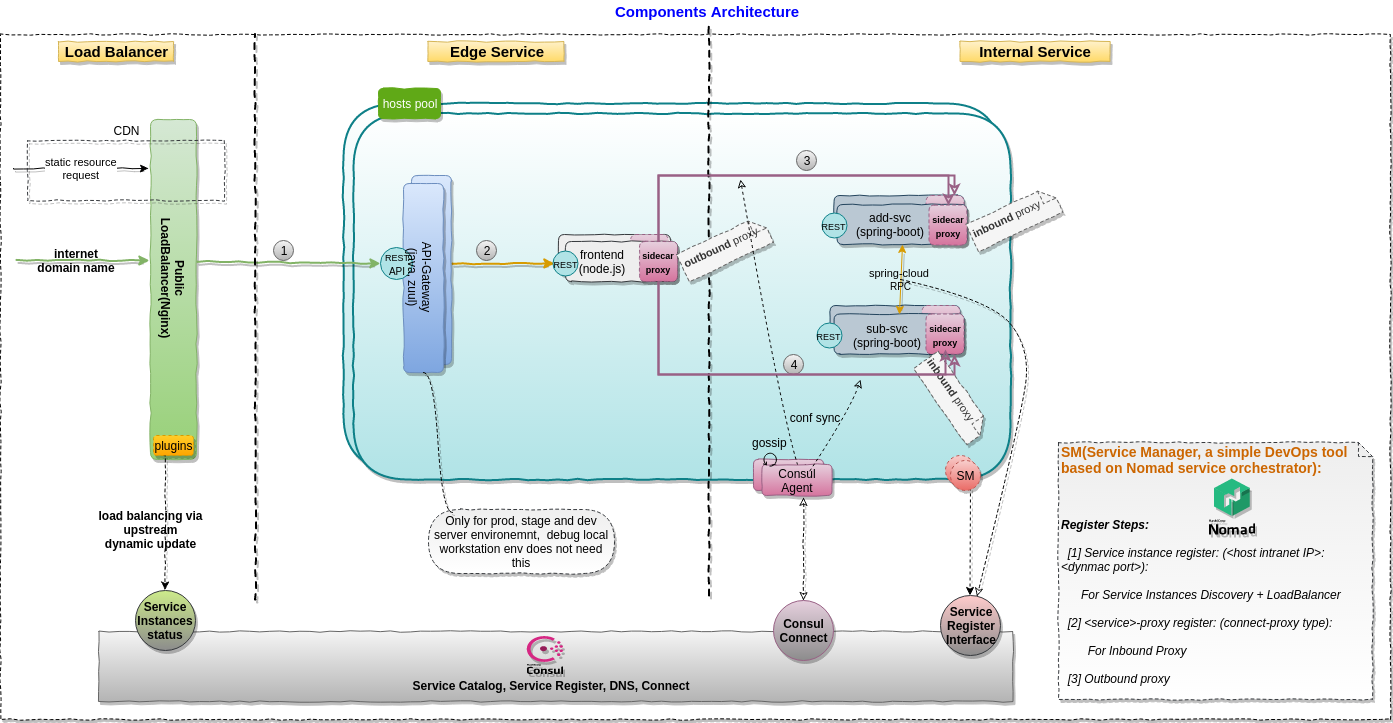 Components Architecture
Load Balancer
Edge Service
Internal Service
hosts pool
CDN
static resource
request
internet
domain name
Public
LoadBalancer(Nginx)
plugins
1
REST
API
API-Gateway
(java, zuul)
2
REST
frontend
(node.js)
sidecar
proxy
outbound proxy
3
REST
add-svc
(spring-boot)
sidecar
proxy
inbound proxy
spring-cloud
RPC
REST
sub-svc
(spring-boot)
sidecar
proxy
inbound proxy
4
conf sync
gossip
Consul
Agent
SM
load balancing via
upstream
dynamic update
Only for prod, stage and dev
server environemnt, debug local
workstation env does not need
this
Service
Instances
status
Consul
Connect
Service
Register
Interface
HashiCorp
Consul
Service Catalog, Service Register, DNS, Connect
SM(Service Manager, a simple DevOps tool
based on Nomad service orchestrator):
HashiCorp
Nomad
Register Steps:
[1] Service instance register: (<host intranet IP>:
<dynmac port>):
For Service Instances Discovery + LoadBalancer
[2] <service>-proxy register: (connect-proxy type):
For Inbound Proxy
[3] Outbound proxy